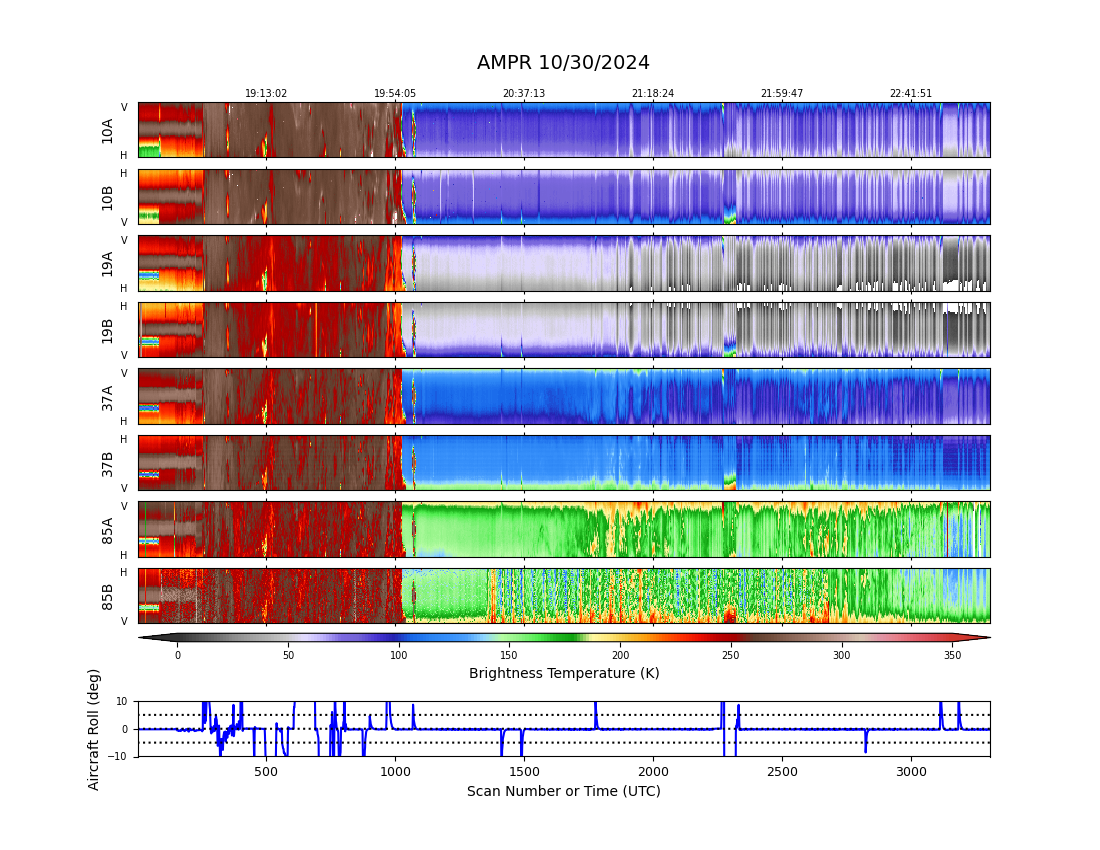 AMPR 10/30/2024
19:13:02 19:54:05 20:37:13 21:18:24 21:59:47 22:41:51
V
10A
H
H
10B
V
V
19A
H
H
19B
V
V
37A
H
H
37B
V
V
85A
H
H
85B
V
0 50 100 150 200 250 300 350
Brightness Temperature (K)
Aircraft Roll (deg)
10
0
−10
500 1000 1500 2000 2500 3000
Scan Number or Time (UTC)